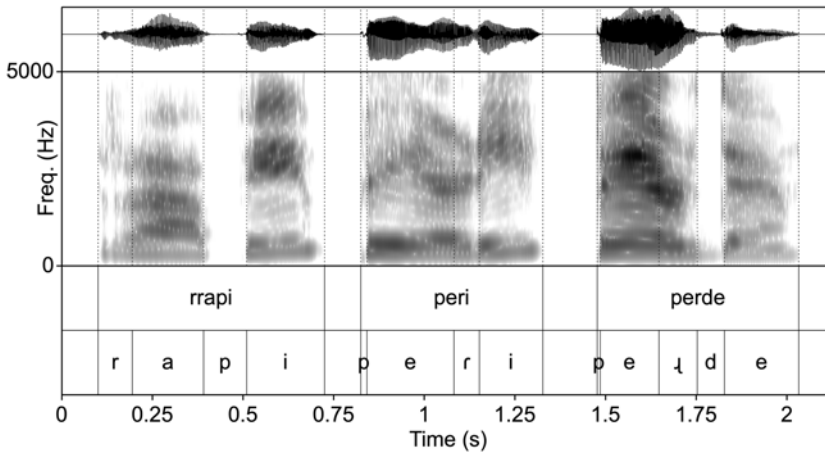 5000
Freq. (Hz)
0
rrapi peri perde
r a p i p e ɾ i p e ɻ d e
0 0.25 0.5 0.75 1 1.25 1.5 1.75 2
Time (s)